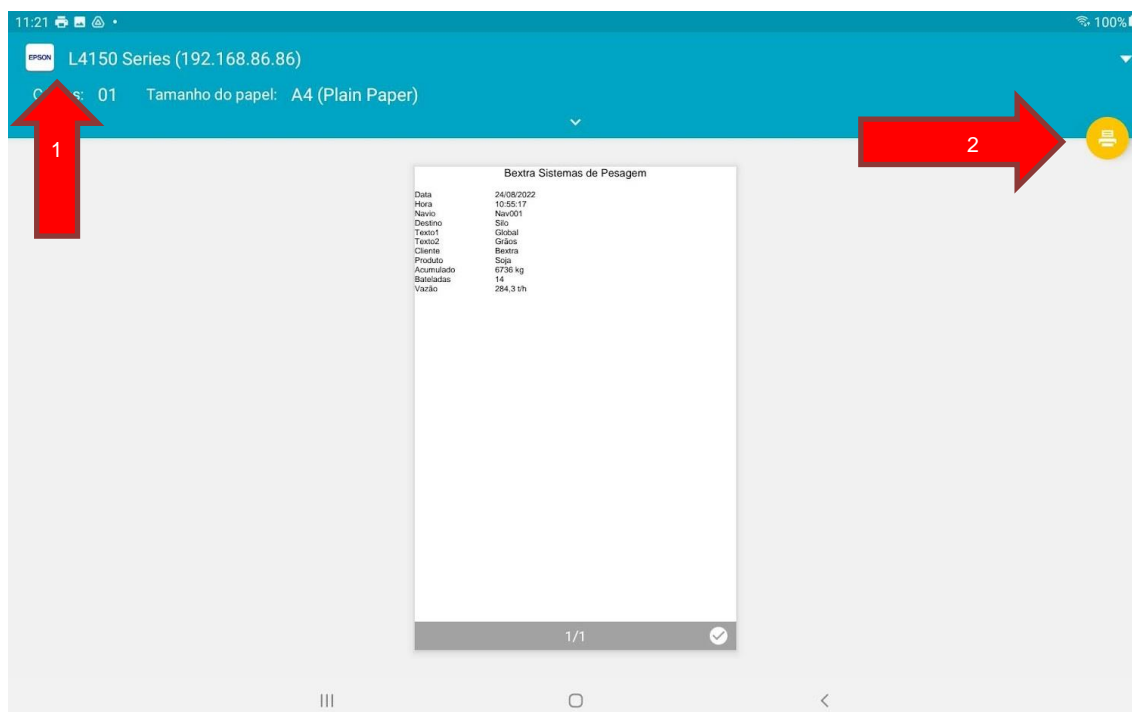 11:21 100%
EPSON L4150 Series (192.168.86.86)
01 Tamanho do papel: A4 (Plain Paper)
1
2
Bextra Sistemas de Pesagem
Data 24/08/2022
Hora 10:55:17
Navio Nav001
Destino Silo
Texto1 Global
Texto2 Grãos
Cliente Bextra
Produto Soja
Acumulado 6736 kg
Bateladas 14
Vazão 284,3 t/h
1/1